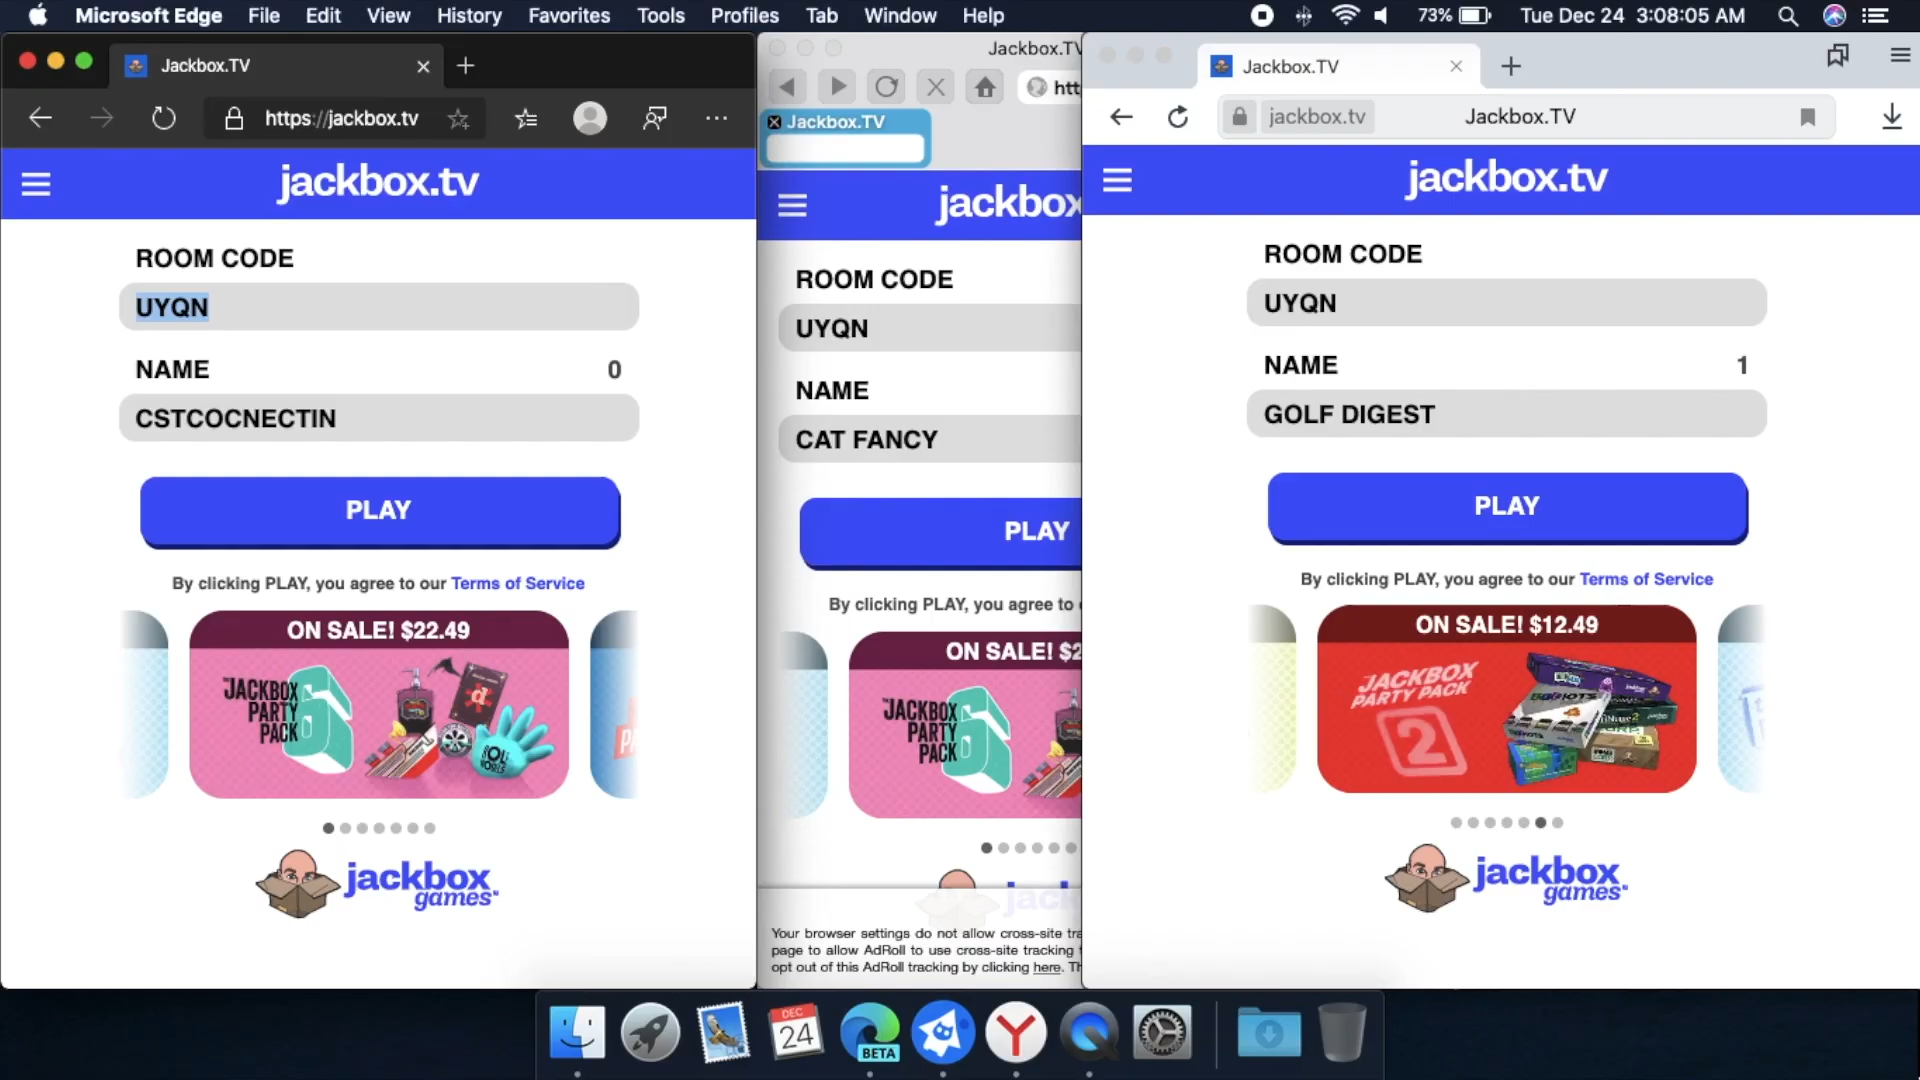 Microsoft Edge File Edit View History Favorites Tools Profiles Tab Window Help 73% Tue Dec 24 3:08:05 AM
Jackbox.TV
https://jackbox.tv
jackbox.tv
ROOM CODE
UYQN
NAME 0
CSTCOCNECTIN
PLAY
By clicking PLAY, you agree to our Terms of Service
ON SALE! $22.49
THE JACKBOX
PARTY
PACK
6
jackbox
games
Jackbox.TV
htt
Jackbox.TV
jackbox
ROOM CODE
UYQN
NAME
CAT FANCY
PLAY
By clicking PLAY, you agree to
ON SALE! $2
THE JACKBOX
PARTY
PACK
6
jack
Your browser settings do not allow cross-site tra
page to allow AdRoll to use cross-site tracking
opt out of this AdRoll tracking by clicking here. Th
Jackbox.TV
jackbox.tv Jackbox.TV
jackbox.tv
ROOM CODE
UYQN
NAME 1
GOLF DIGEST
PLAY
By clicking PLAY, you agree to our Terms of Service
ON SALE! $12.49
JACKBOX
PARTY PACK
2
jackbox
games
DEC
24
BETA